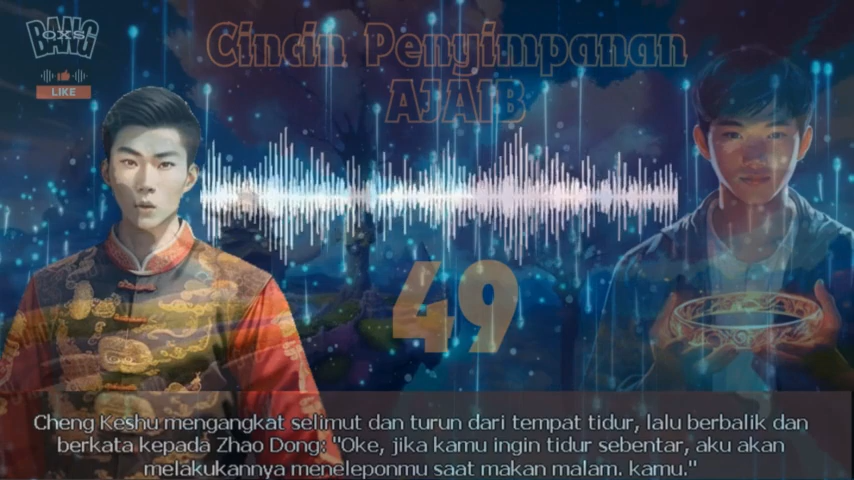 BANG
OXS
LIKE
Cincin Penyimpanan
AJAIB
49
Cheng Keshu mengangkat selimut dan turun dari tempat tidur, lalu berbalik dan
berkata kepada Zhao Dong: "Oke, jika kamu ingin tidur sebentar, aku akan
melakukannya meneleponmu saat makan malam. kamu."